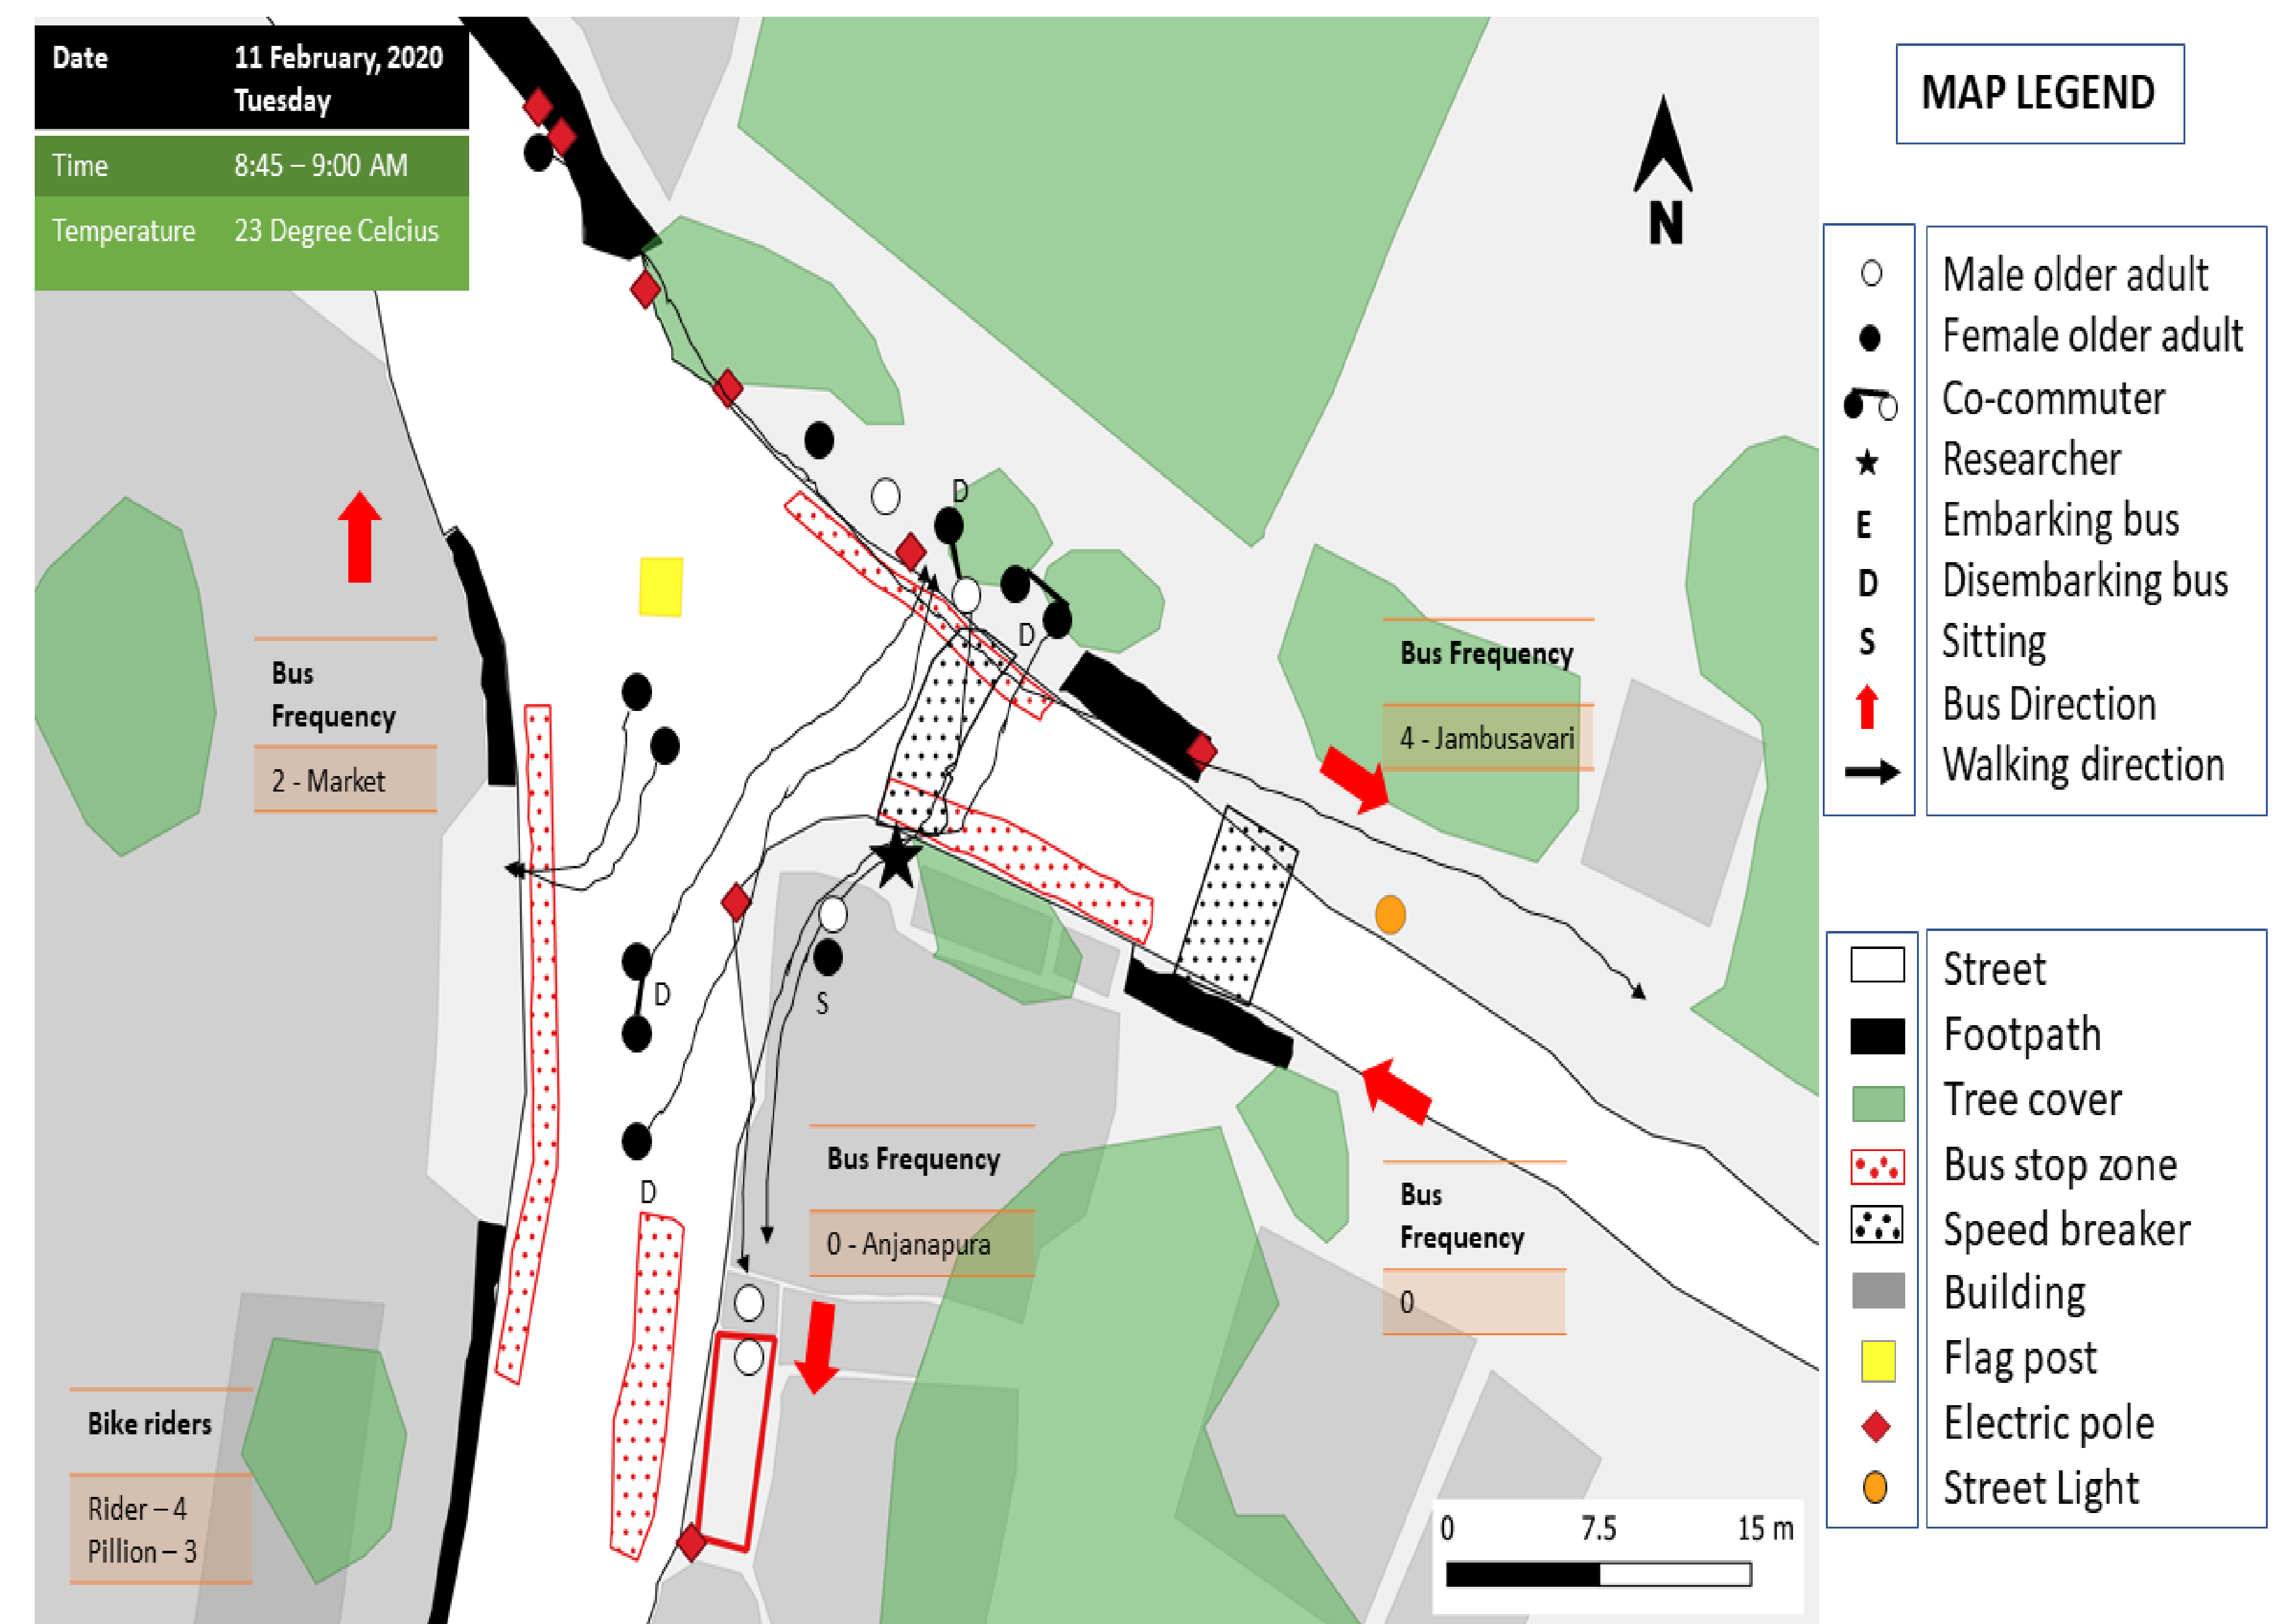 Date 11 February, 2020
Tuesday
Time 8:45 – 9:00 AM
Temperature 23 Degree Celcius
N
D
D
Bus
Frequency
2 - Market
Bus Frequency
4 - Jambusavari
D
S
D
Bus Frequency
0 - Anjanapura
Bus
Frequency
0
Bike riders
Rider – 4
Pillion – 3
0 7.5 15 m
MAP LEGEND
Male older adult
Female older adult
Co-commuter
Researcher
E Embarking bus
D Disembarking bus
S Sitting
Bus Direction
Walking direction
Street
Footpath
Tree cover
Bus stop zone
Speed breaker
Building
Flag post
Electric pole
Street Light